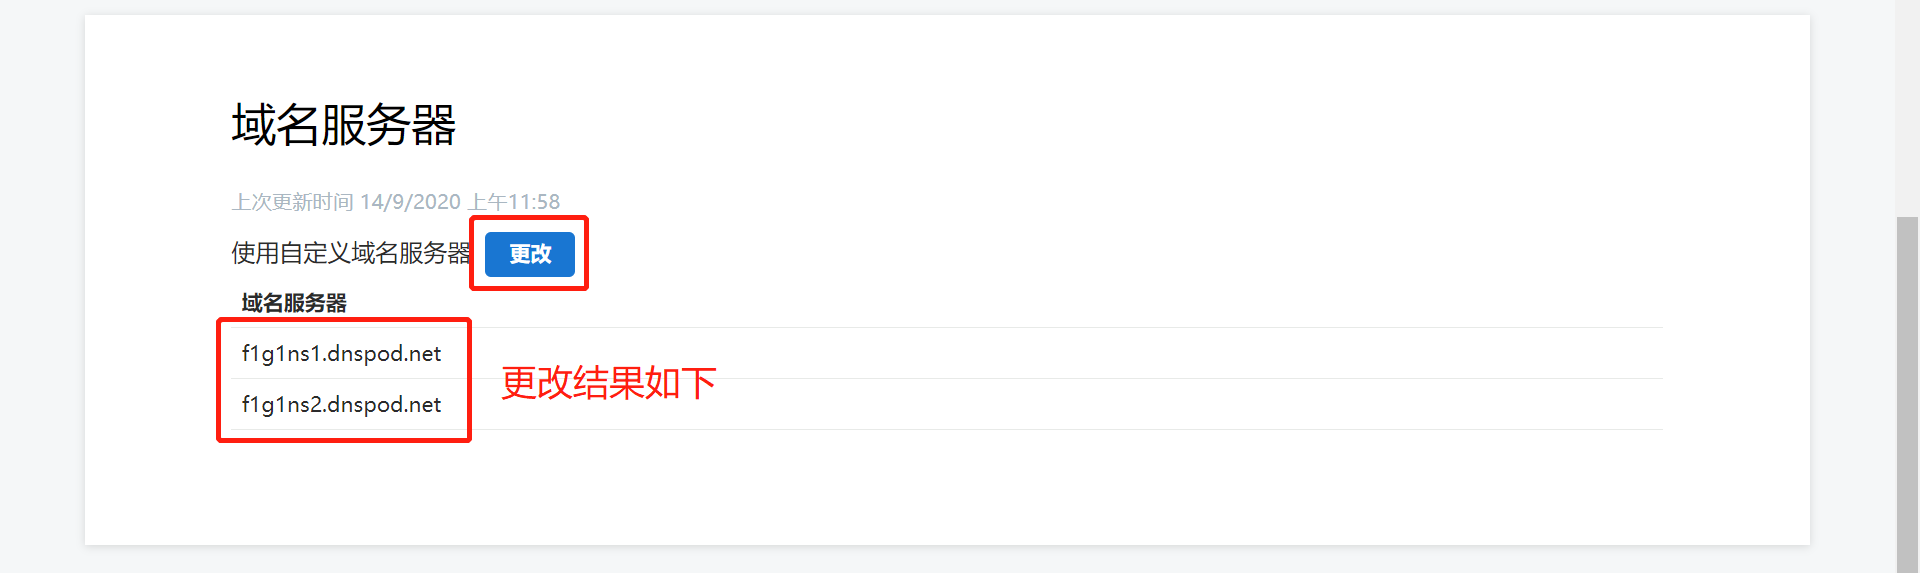 域名服务器
上次更新时间 14/9/2020 上午11:58
使用自定义域名服务器 更改
域名服务器
f1g1ns1.dnspod.net
更改结果如下
f1g1ns2.dnspod.net